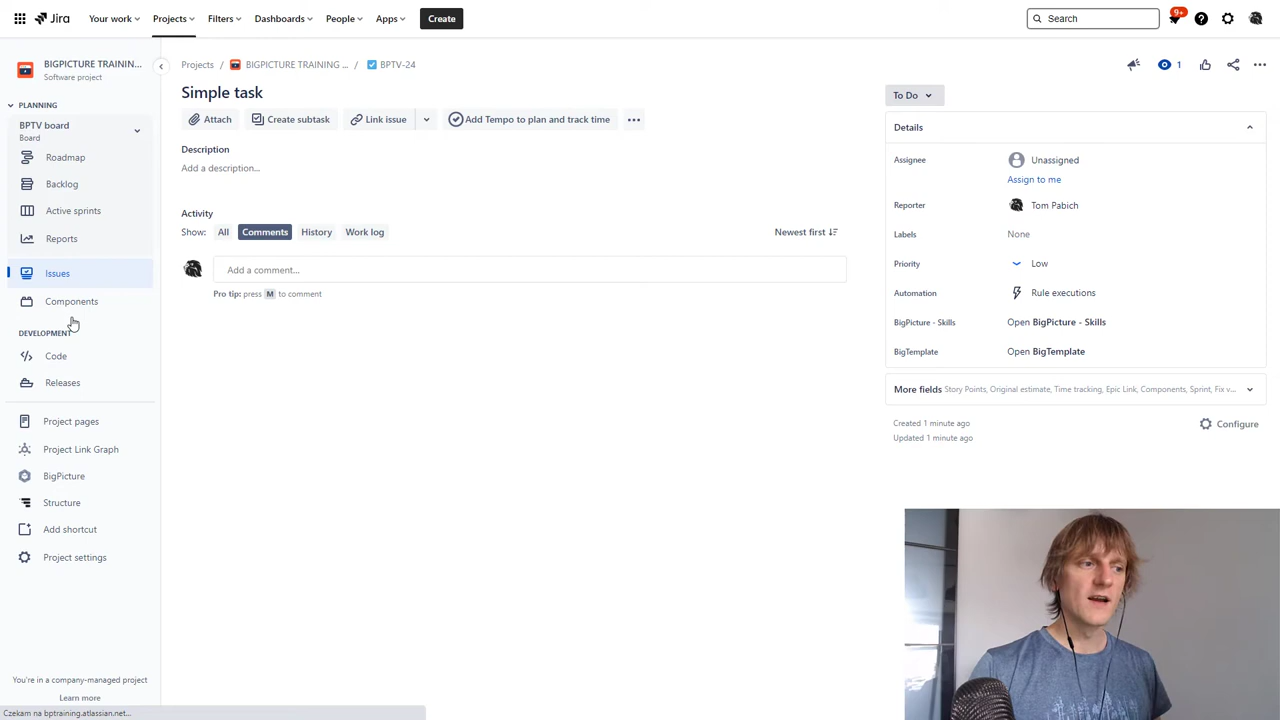 Jira
Your work
Projects
Filters
Dashboards
People
Apps
Create
Search
9+
BIGPICTURE TRAININ...
Software project
PLANNING
BPTV board
Board
Roadmap
Backlog
Active sprints
Reports
Issues
Components
DEVELOPMENT
Code
Releases
Project pages
Project Link Graph
BigPicture
Structure
Add shortcut
Project settings
You're in a company-managed project
Learn more
Czekam na bptraining.atlassian.net...
Projects / BIGPICTURE TRAINING ... / BPTV-24
1
Simple task
Attach
Create subtask
Link issue
Add Tempo to plan and track time
Description
Add a description...
Activity
Show: All Comments History Work log
Newest first
Add a comment...
Pro tip: press M to comment
To Do
Details
Assignee Unassigned
Assign to me
Reporter Tom Pabich
Labels None
Priority Low
Automation Rule executions
BigPicture - Skills Open BigPicture - Skills
BigTemplate Open BigTemplate
More fields Story Points, Original estimate, Time tracking, Epic Link, Components, Sprint, Fix v...
Created 1 minute ago
Updated 1 minute ago
Configure